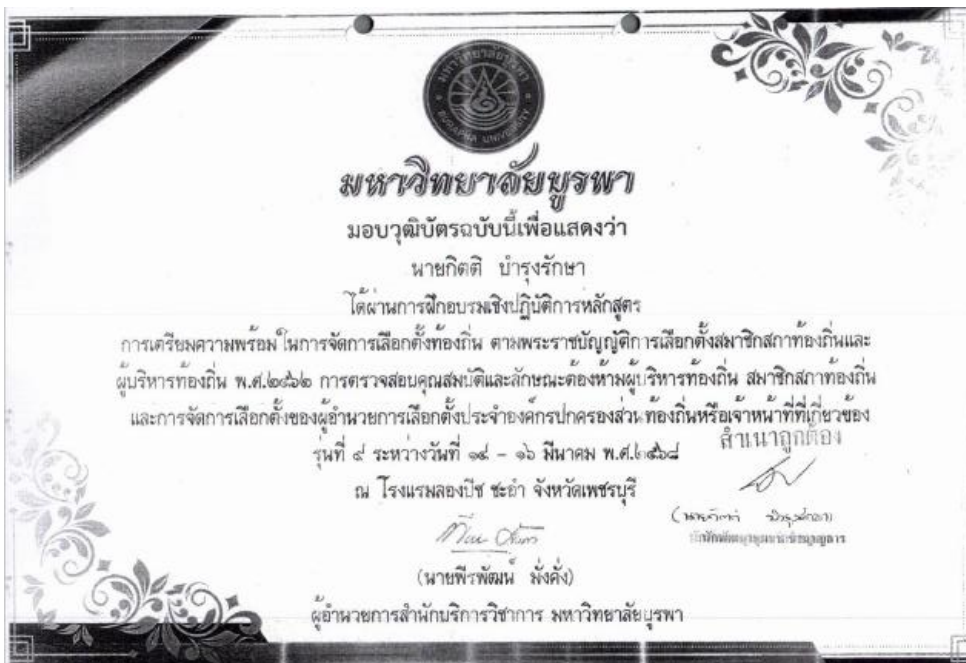 มหาวิทยาลัยบูรพา
BURAPHA UNIVERSITY
มหาวิทยาลัยบูรพา
มอบวุฒิบัตรฉบับนี้เพื่อแสดงว่า
นายกิตติ บำรุงรักษา
ได้ผ่านการฝึกอบรมเชิงปฏิบัติการหลักสูตร
การเตรียมความพร้อมในการจัดการเลือกตั้งท้องถิ่น ตามพระราชบัญญัติการเลือกตั้งสมาชิกสภาท้องถิ่นและ
ผู้บริหารท้องถิ่น พ.ศ.๒๕๖๒ การตรวจสอบคุณสมบัติและลักษณะต้องห้ามผู้บริหารท้องถิ่น สมาชิกสภาท้องถิ่น
และการจัดการเลือกตั้งของผู้อำนวยการเลือกตั้งประจำองค์กรปกครองส่วนท้องถิ่นหรือเจ้าหน้าที่ที่เกี่ยวข้อง
รุ่นที่ ๙ ระหว่างวันที่ ๑๔ - ๑๖ มีนาคม พ.ศ.๒๕๖๘
ณ โรงแรมลองบีช ชะอำ จังหวัดเพชรบุรี
(นายพีรพัฒน์ มั่งคั่ง)
ผู้อำนวยการสำนักบริการวิชาการ มหาวิทยาลัยบูรพา
สำเนาถูกต้อง